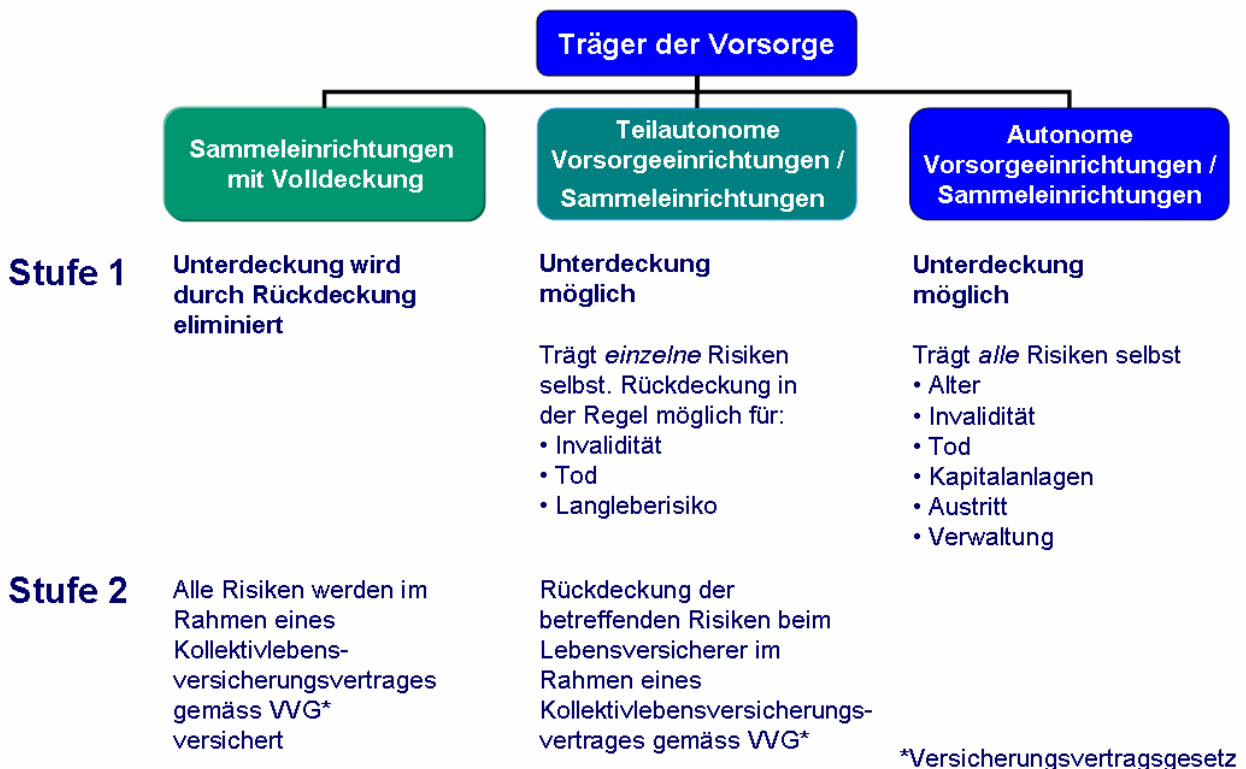 Träger der Vorsorge
Sammeleinrichtungen
mit Volldeckung
Teilautonome
Vorsorgeeinrichtungen /
Sammeleinrichtungen
Autonome
Vorsorgeeinrichtungen /
Sammeleinrichtungen
Stufe 1
Unterdeckung wird
durch Rückdeckung
eliminiert
Unterdeckung
möglich
Trägt einzelne Risiken
selbst. Rückdeckung in
der Regel möglich für:
• Invalidität
• Tod
• Langleberisiko
Unterdeckung
möglich
Trägt alle Risiken selbst
• Alter
• Invalidität
• Tod
• Kapitalanlagen
• Austritt
• Verwaltung
Stufe 2
Alle Risiken werden im
Rahmen eines
Kollektivlebens-
versicherungsvertrages
gemäss VVG*
versichert
Rückdeckung der
betreffenden Risiken beim
Lebensversicherer im
Rahmen eines
Kollektivlebensversicherungs-
vertrages gemäss VVG*
*Versicherungsvertragsgesetz